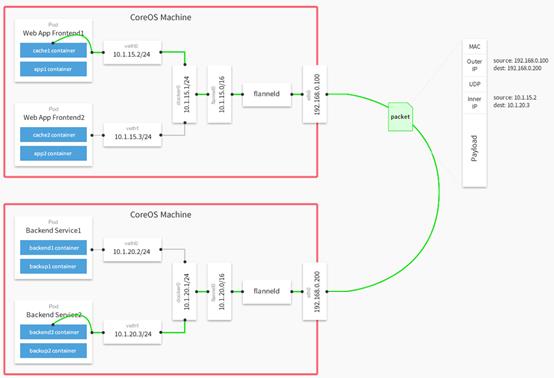 CoreOS Machine
Pod
Web App Frontend1
cache1 container
app1 container
veth0
10.1.15.2/24
Pod
Web App Frontend2
cache2 container
app2 container
veth1
10.1.15.3/24
docker0
10.1.15.1/24
flannel0
10.1.15.0/16
flanneld
eth0
192.168.0.100
packet
MAC
Outer
IP
source: 192.168.0.100
dest: 192.168.0.200
UDP
Inner
IP
source: 10.1.15.2
dest: 10.1.20.3
Payload
CoreOS Machine
Pod
Backend Service1
backend1 container
backup1 container
veth0
10.1.20.2/24
Pod
Backend Service2
backend2 container
backup2 container
veth1
10.1.20.3/24
docker0
10.1.20.1/24
flannel0
10.1.20.0/16
flanneld
eth0
192.168.0.200